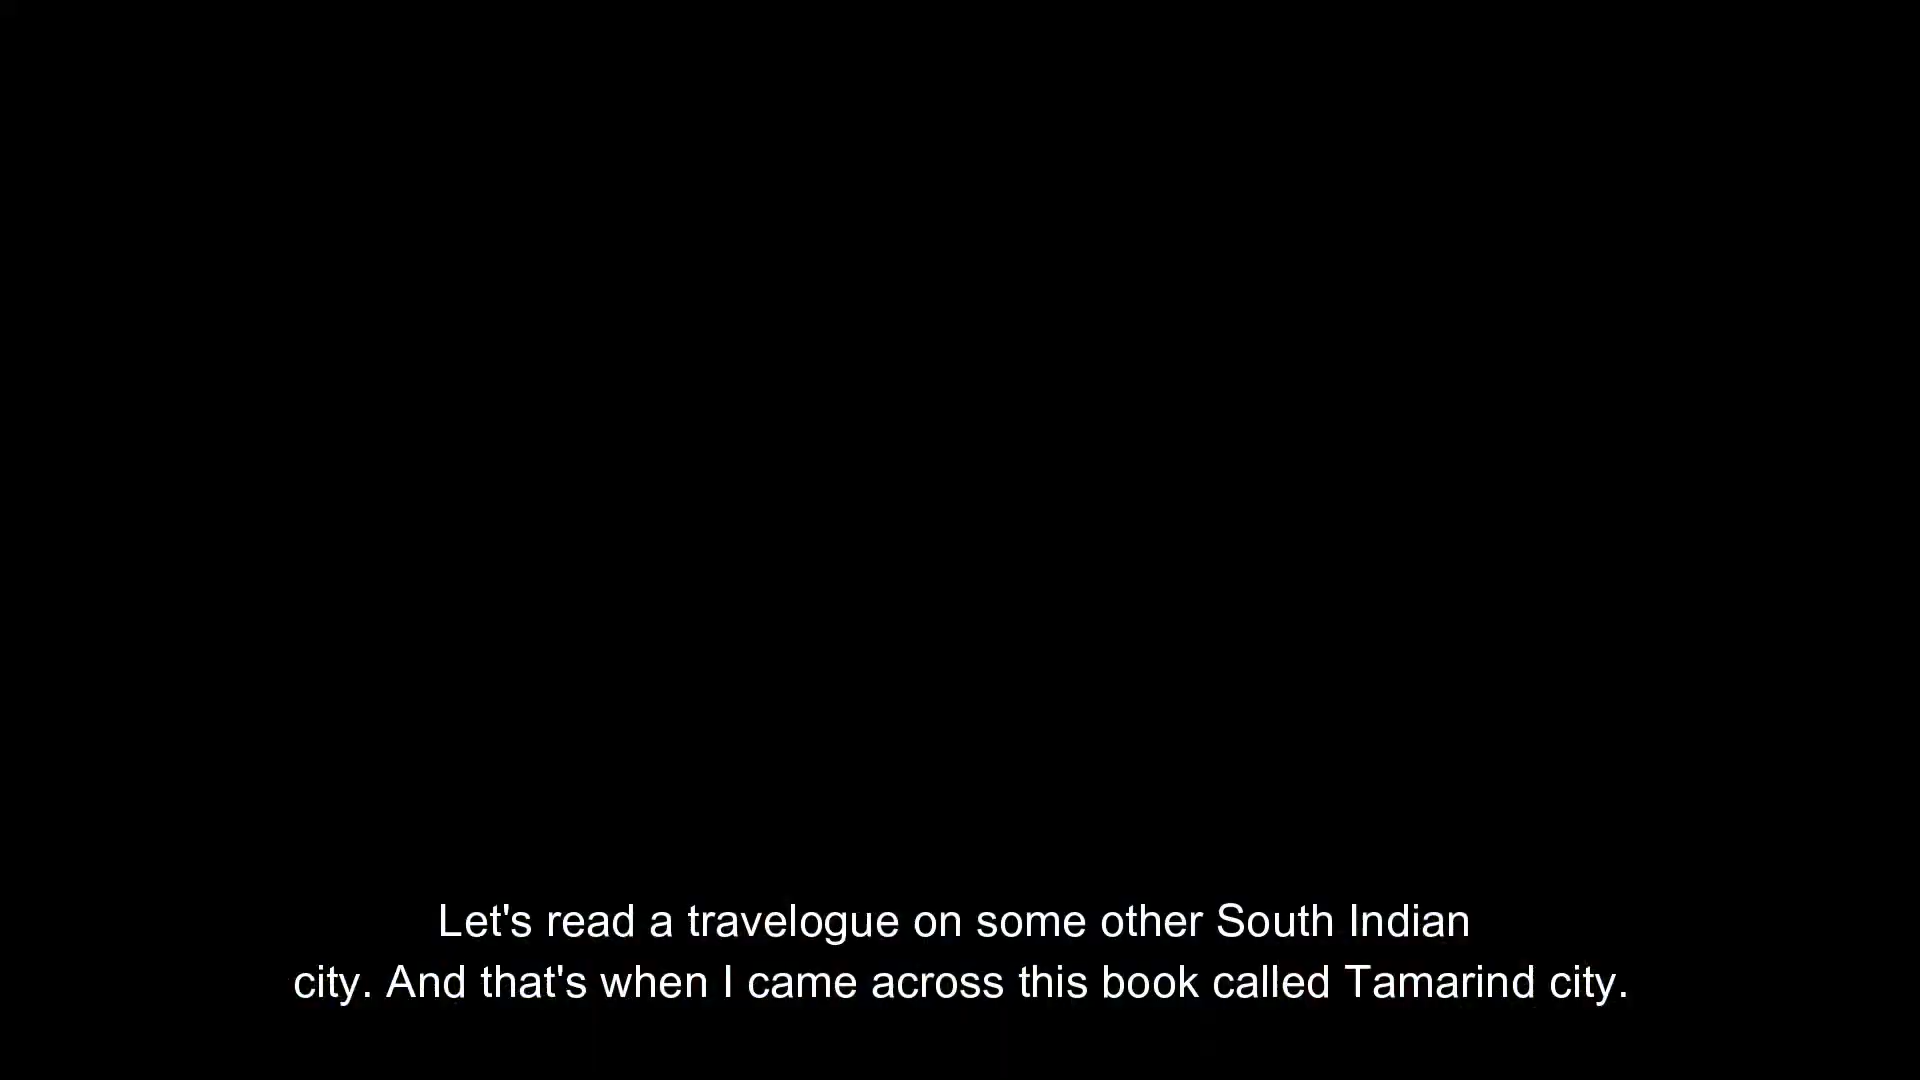 Let's read a travelogue on some other South Indian
city. And that's when I came across this book called Tamarind city.